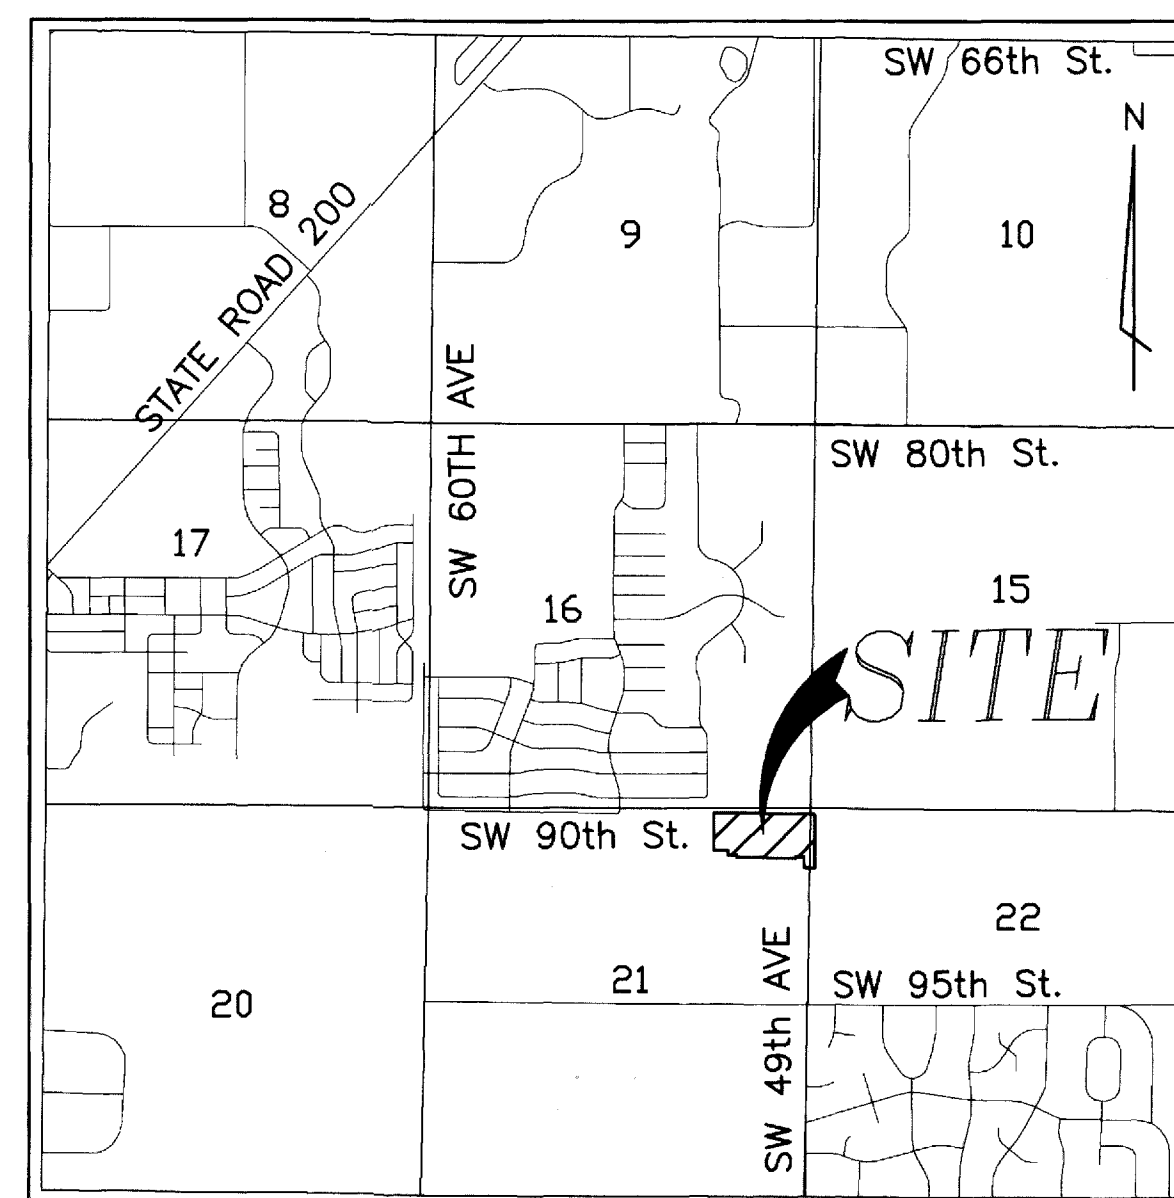 SW 66th St.
N
8
STATE ROAD 200
9
10
SW 60TH AVE
SW 80th St.
17
16
15
SITE
SW 90th St.
22
21
20
SW 49th AVE
SW 95th St.